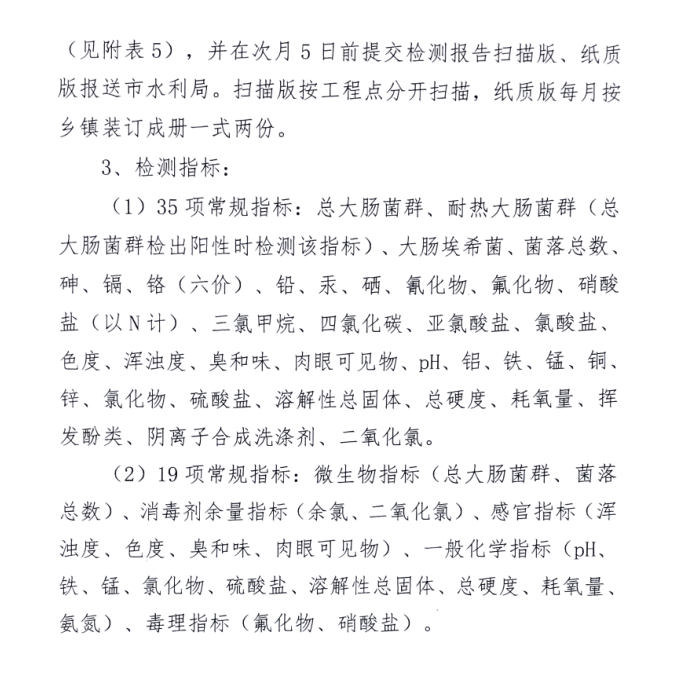 （见附表 5），并在次月 5 日前提交检测报告扫描版、纸质
版报送市水利局。扫描版按工程点分开扫描，纸质版每月按
乡镇装订成册一式两份。
3、检测指标：
（1）35 项常规指标：总大肠菌群、耐热大肠菌群（总
大肠菌群检出阳性时检测该指标）、大肠埃希菌、菌落总数、
砷、镉、铬（六价）、铅、汞、硒、氰化物、氟化物、硝酸
盐（以 N 计）、三氯甲烷、四氯化碳、亚氯酸盐、氯酸盐、
色度、浑浊度、臭和味、肉眼可见物、pH、铝、铁、锰、铜、
锌、氯化物、硫酸盐、溶解性总固体、总硬度、耗氧量、挥
发酚类、阴离子合成洗涤剂、二氧化氯。
（2）19 项常规指标：微生物指标（总大肠菌群、菌落
总数）、消毒剂余量指标（余氯、二氧化氯）、感官指标（浑
浊度、色度、臭和味、肉眼可见物）、一般化学指标（pH、
铁、锰、氯化物、硫酸盐、溶解性总固体、总硬度、耗氧量、
氨氮）、毒理指标（氟化物、硝酸盐）。